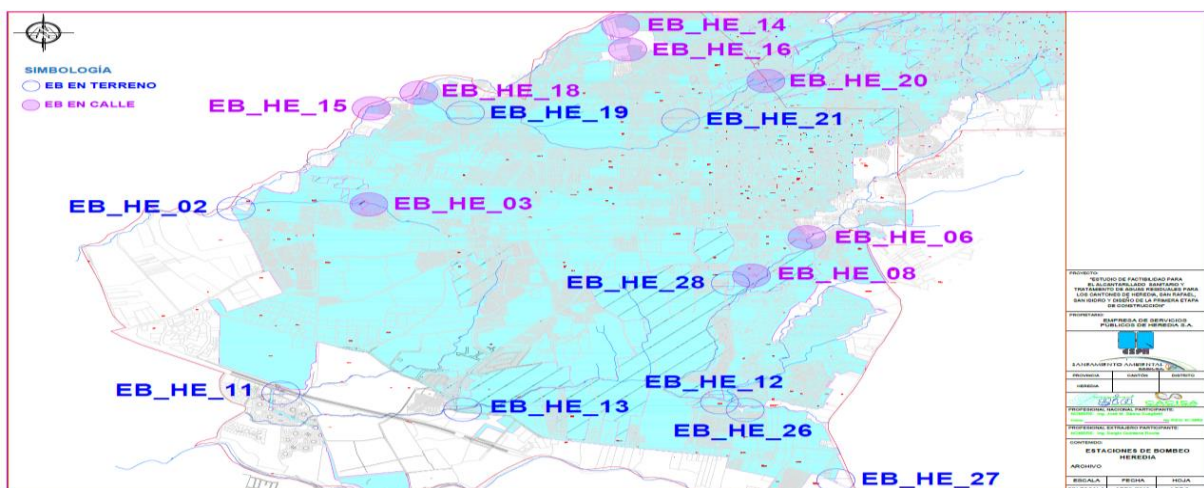 SIMBOLOGÍA
EB EN TERRENO
EB EN CALLE
EB_HE_14
EB_HE_16
EB_HE_20
EB_HE_18
EB_HE_15
EB_HE_19
EB_HE_21
EB_HE_02
EB_HE_03
EB_HE_06
EB_HE_08
EB_HE_28
EB_HE_11
EB_HE_12
EB_HE_13
EB_HE_26
EB_HE_27
PROYECTO:
"ESTUDIO DE FACTIBILIDAD PARA
EL ALCANTARILLADO SANITARIO Y
TRATAMIENTO DE AGUAS RESIDUALES PARA
LOS CANTONES DE HEREDIA, SAN RAFAEL,
SAN ISIDRO Y DISEÑO DE LA PRIMERA ETAPA
DE CONSTRUCCIÓN"
PROPIETARIO:
EMPRESA DE SERVICIOS
PÚBLICOS DE HEREDIA S.A.
ESPH
SANEAMIENTO AMBIENTAL
PROVINCIA CANTÓN DISTRITO
HEREDIA
PROFESIONAL NACIONAL PARTICIPANTE:
PROFESIONAL EXTRANJERO PARTICIPANTE:
CONTENIDO:
ESTACIONES DE BOMBEO
HEREDIA
ARCHIVO
ESCALA FECHA HOJA